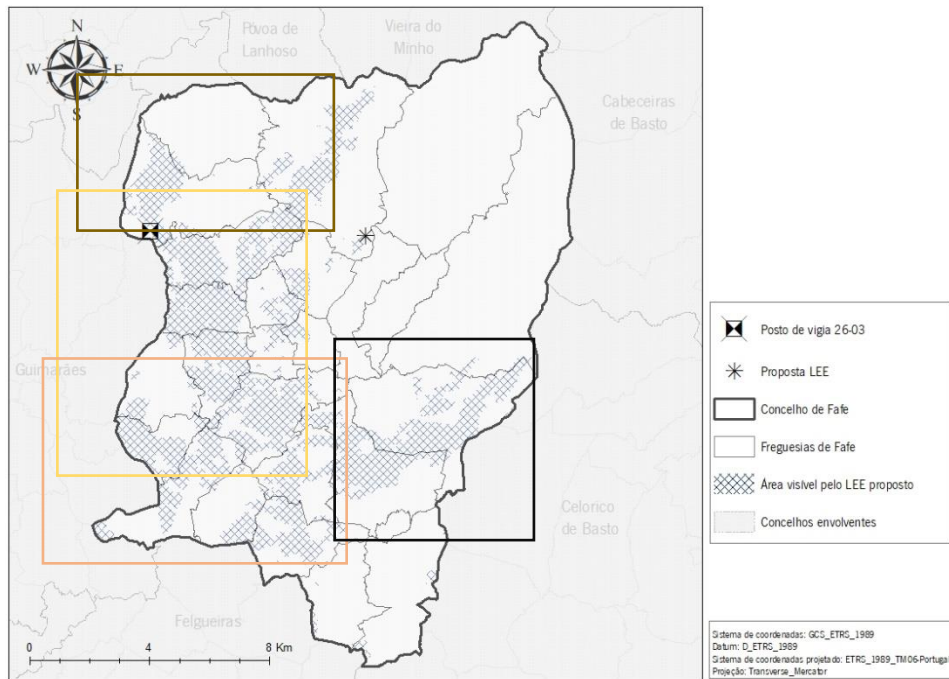 N
W
E
S
Póvoa de
Lanhoso
Vieira do
Minho
Cabeceiras
de Basto
Guimarães
Celorico
de Basto
Felgueiras
0 4 8 Km
Posto de vigia 26-03
Proposta LEE
Concelho de Fafe
Freguesias de Fafe
Área visível pelo LEE proposto
Concelhos envolventes
Sistema de coordenadas: GCS_ETRS_1989
Datum: D_ETRS_1989
Sistema de coordenadas projetado: ETRS_1989_TM06-Portugal
Projeção: Transverse_Mercator